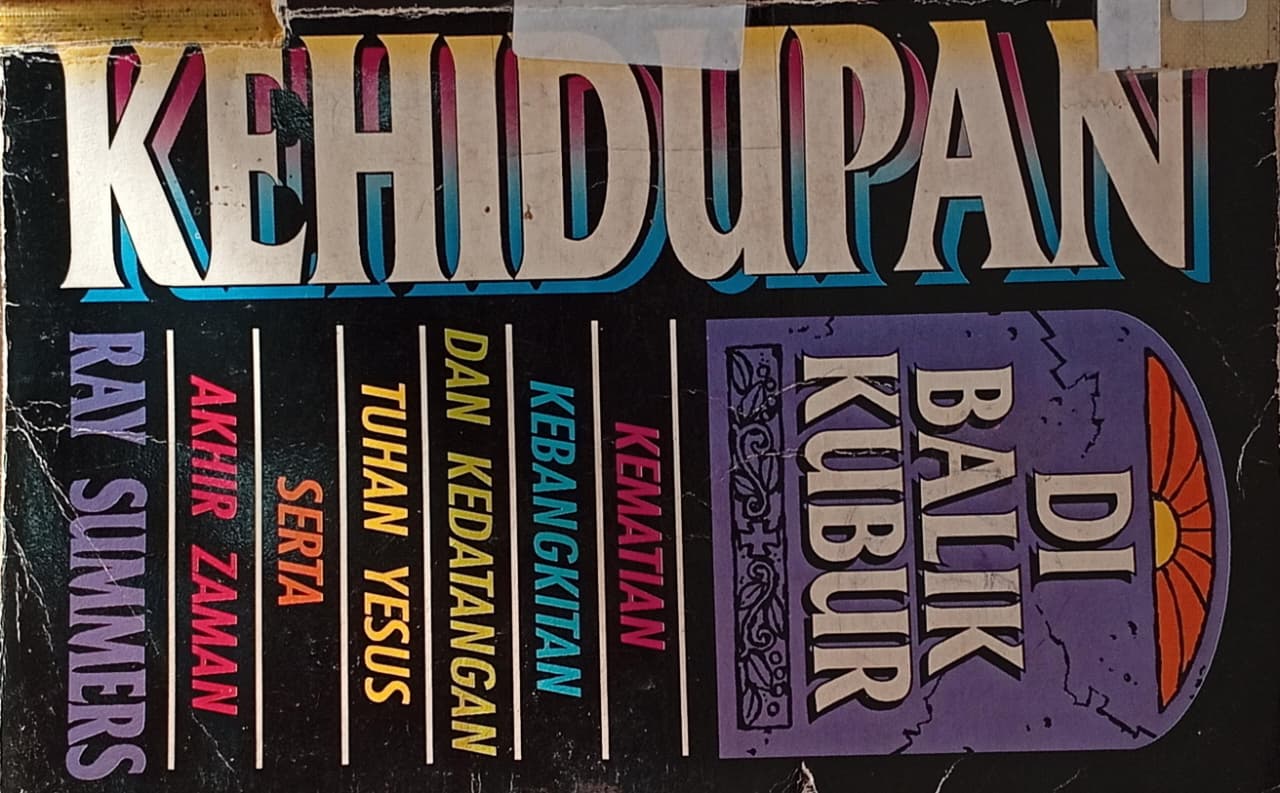 KEHIDUPAN
DI
BALIK
KUBUR
KEMATIAN
KEBANGKITAN
DAN KEDATANGAN
TUHAN YESUS
SERTA
AKHIR ZAMAN
RAY SUMMERS